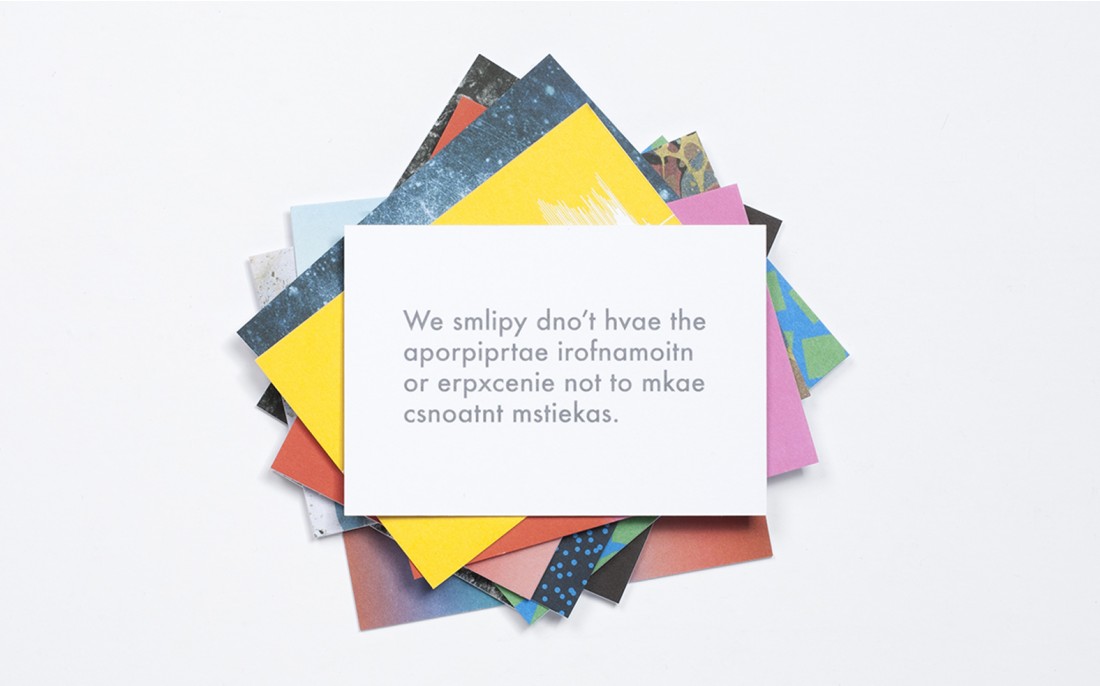 We smlipy dno't hvae the
aporpiprtae irofnamoitn
or erpxcenie not to mkae
csnoatnt mstiekas.